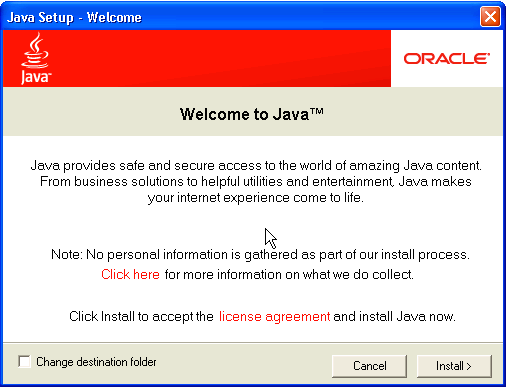 Java Setup - Welcome
Java™
ORACLE®
Welcome to Java™
Java provides safe and secure access to the world of amazing Java content.
From business solutions to helpful utilities and entertainment, Java makes
your internet experience come to life.
Note: No personal information is gathered as part of our install process.
Click here for more information on what we do collect.
Click Install to accept the license agreement and install Java now.
Change destination folder
Cancel
Install >